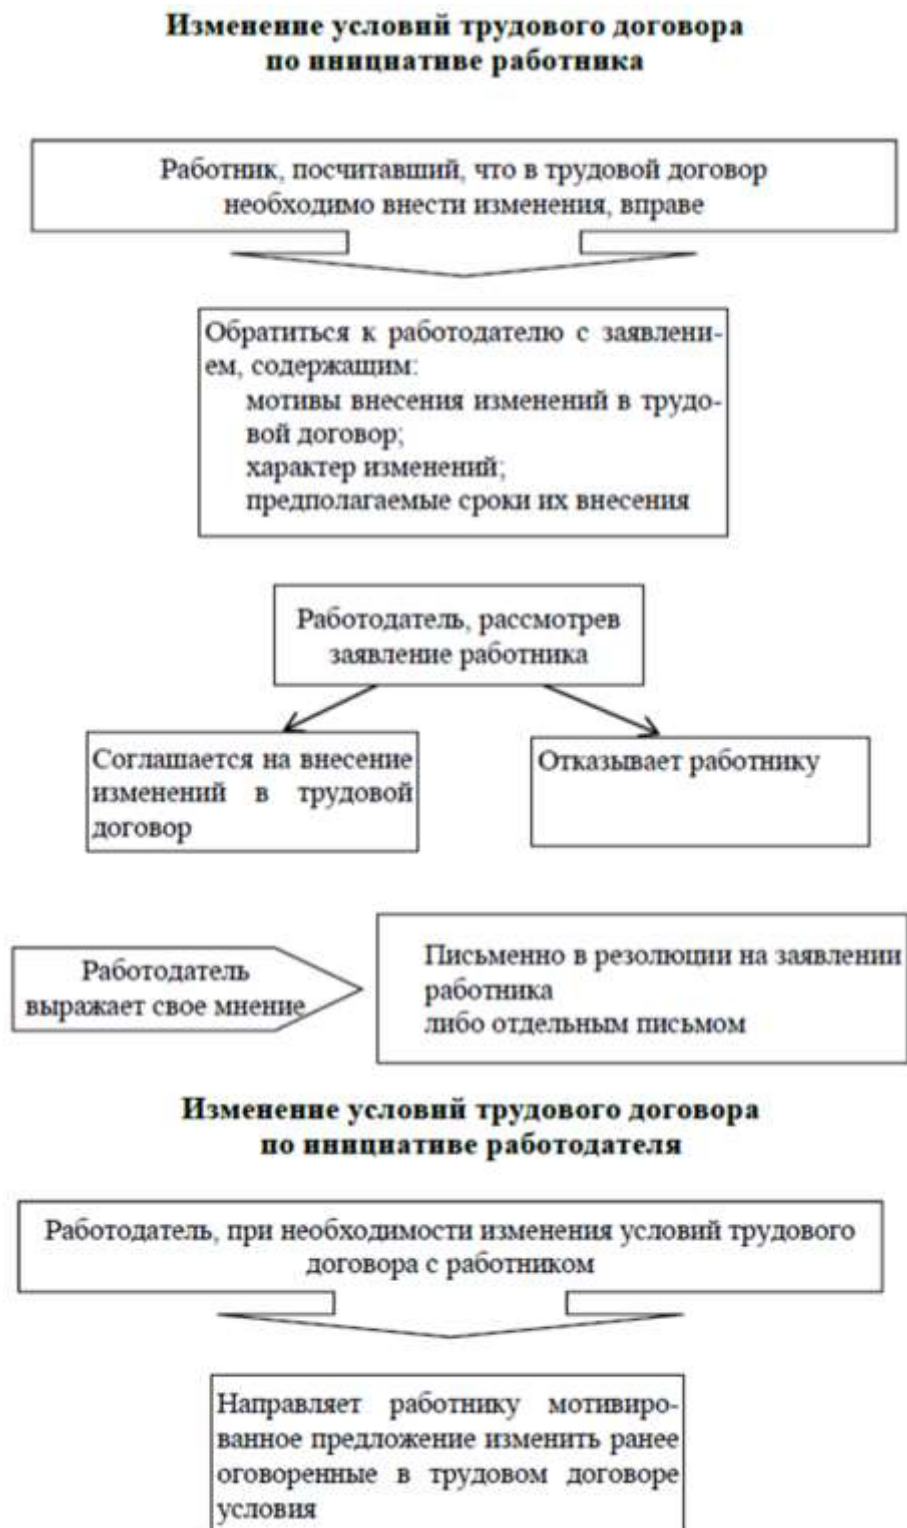 Изменение условий трудового договора
по инициативе работника
Работник, посчитавший, что в трудовой договор
необходимо внести изменения, вправе
Обратиться к работодателю с заявлени-
ем, содержащим:
мотивы внесения изменений в трудо-
вой договор;
характер изменений;
предполагаемые сроки их внесения
Работодатель, рассмотрев
заявление работника
Соглашается на внесение
изменений в трудовой
договор
Отказывает работнику
Работодатель
выражает свое мнение
Письменно в резолюции на заявлении
работника
либо отдельным письмом
Изменение условий трудового договора
по инициативе работодателя
Работодатель, при необходимости изменения условий трудового
договора с работником
Направляет работнику мотивиро-
ванное предложение изменить ранее
оговоренные в трудовом договоре
условия